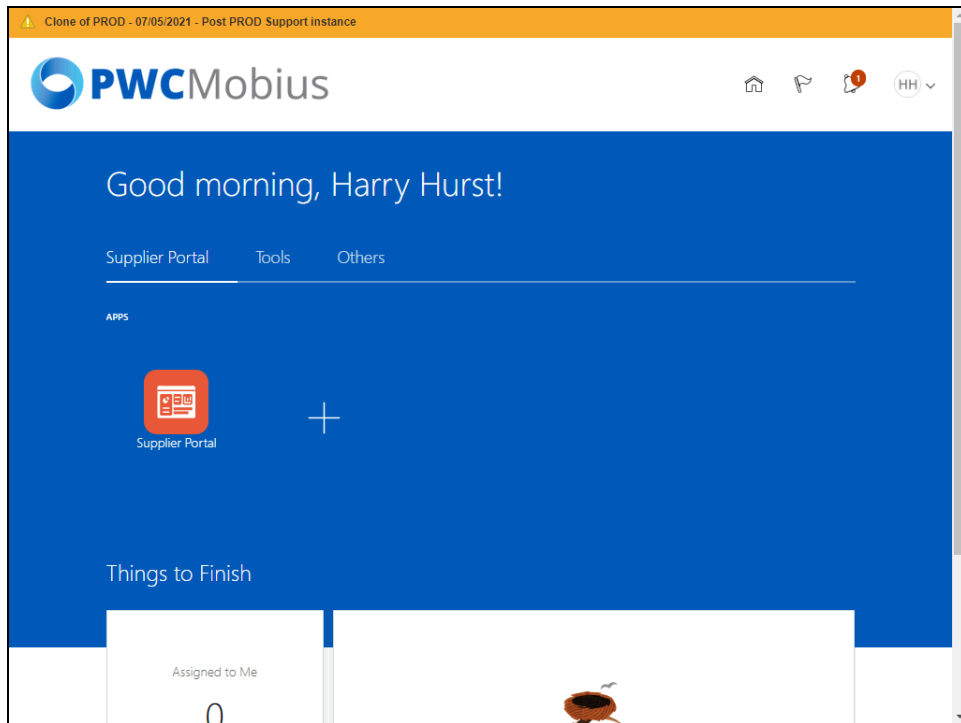 Clone of PROD - 07/05/2021 - Post PROD Support instance
PWCMobius
1
HH
Good morning, Harry Hurst!
Supplier Portal Tools Others
APPS
Supplier Portal
Things to Finish
Assigned to Me
0